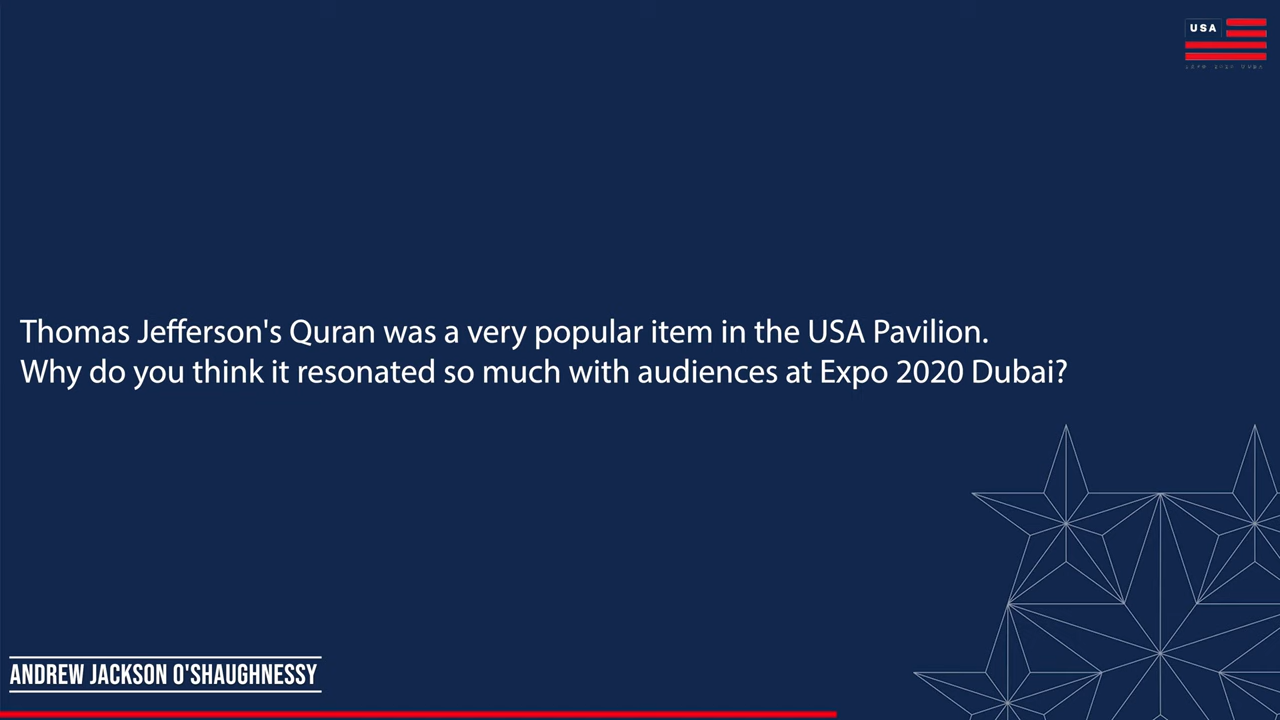 USA
Thomas Jefferson's Quran was a very popular item in the USA Pavilion.
Why do you think it resonated so much with audiences at Expo 2020 Dubai?
ANDREW JACKSON O'SHAUGHNESSY